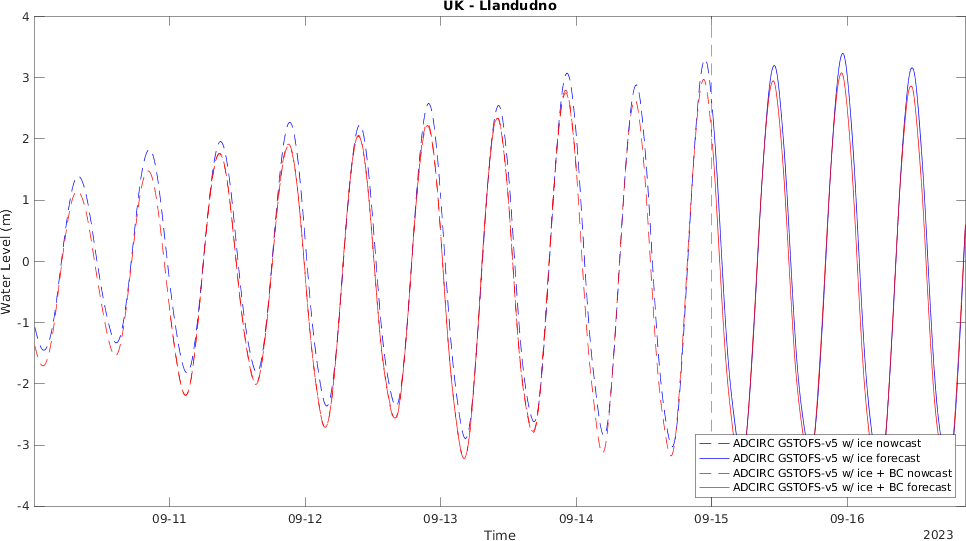 UK - Llandudno
4
3
2
1
0
-1
-2
-3
-4
Water Level (m)
09-11
09-12
09-13
09-14
09-15
09-16
Time
2023
ADCIRC GSTOFS-v5 w/ ice nowcast
ADCIRC GSTOFS-v5 w/ ice forecast
ADCIRC GSTOFS-v5 w/ ice + BC nowcast
ADCIRC GSTOFS-v5 w/ ice + BC forecast